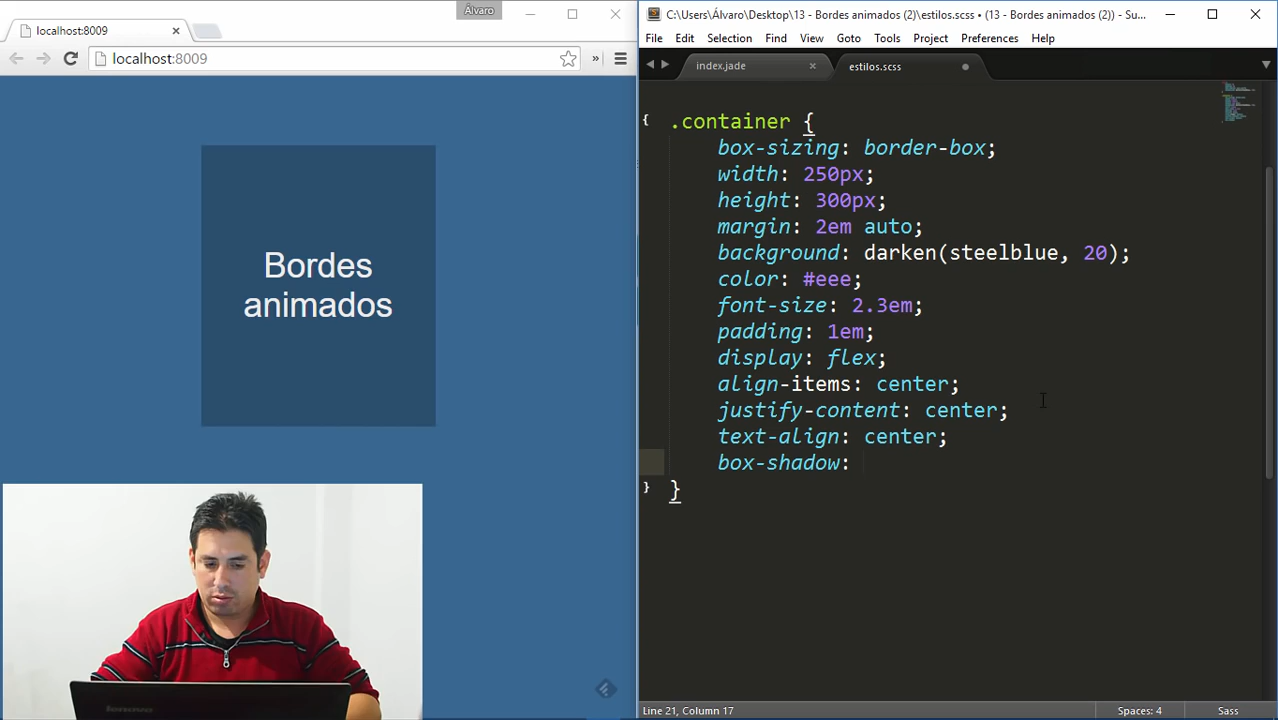 Álvaro
localhost:8009
localhost:8009
»
Bordes
animados
lenovo
C:\Users\Álvaro\Desktop\13 - Bordes animados (2)\estilos.scss • (13 - Bordes animados (2)) - Su...
File Edit Selection Find View Goto Tools Project Preferences Help
index.jade estilos.scss
.container {
box-sizing: border-box;
width: 250px;
height: 300px;
margin: 2em auto;
background: darken(steelblue, 20);
color: #eee;
font-size: 2.3em;
padding: 1em;
display: flex;
align-items: center;
justify-content: center;
text-align: center;
box-shadow:
}
Line 21, Column 17 Spaces: 4 Sass